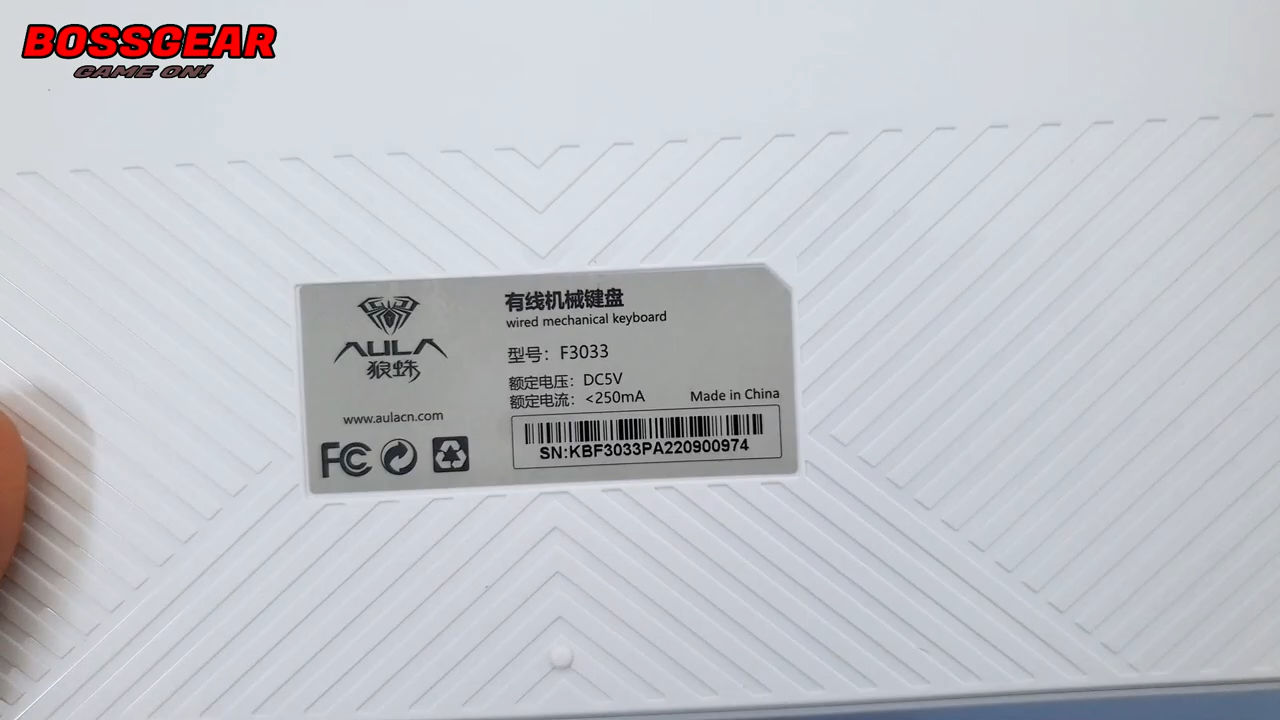 BOSSGEAR
GAME ON!
AULA
狼蛛
www.aulacn.com
FC
有线机械键盘
wired mechanical keyboard
型号：F3033
额定电压：DC5V
额定电流：<250mA
Made in China
SN:KBF3033PA220900974